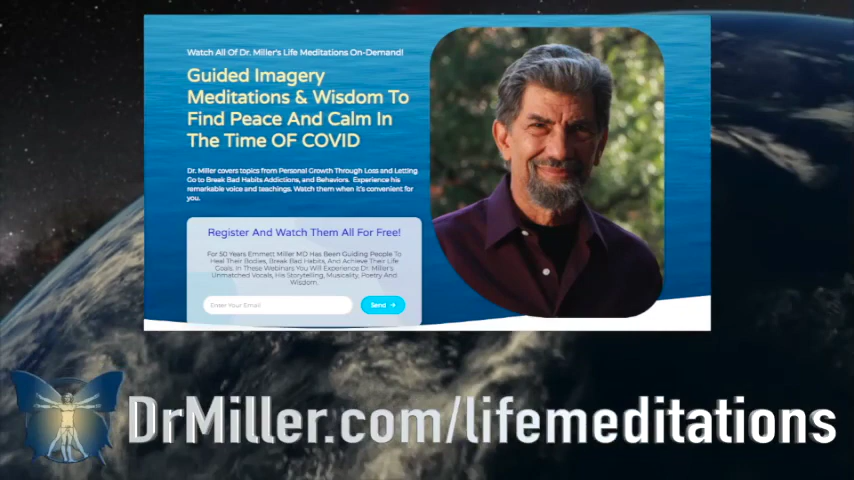 Watch All Of Dr. Miller's Life Meditations On-Demand!
Guided Imagery
Meditations & Wisdom To
Find Peace And Calm In
The Time OF COVID
Dr. Miller covers topics from Personal Growth Through Loss and Letting
Go to Break Bad Habits Addictions, and Behaviors. Experience his
remarkable voice and teachings. Watch them when it's convenient for
you.
Register And Watch Them All For Free!
For 50 Years Emmett Miller MD Has Been Guiding People To
Heal Their Bodies, Break Bad Habits, And Achieve Their Life
Goals. In These Webinars You Will Experience Dr. Miller's
Unmatched Vocals, His Storytelling, Musicality, Poetry And
Wisdom.
Enter Your Email
Send →
DrMiller.com/lifemeditations